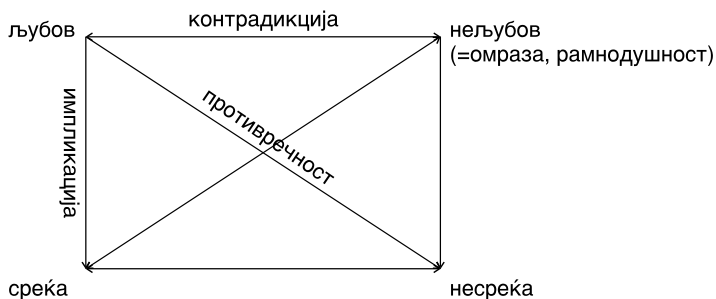 љубов
контрадикција
нељубов
(=омраза, рамнодушност)
импликација
противречност
среќа
несреќа